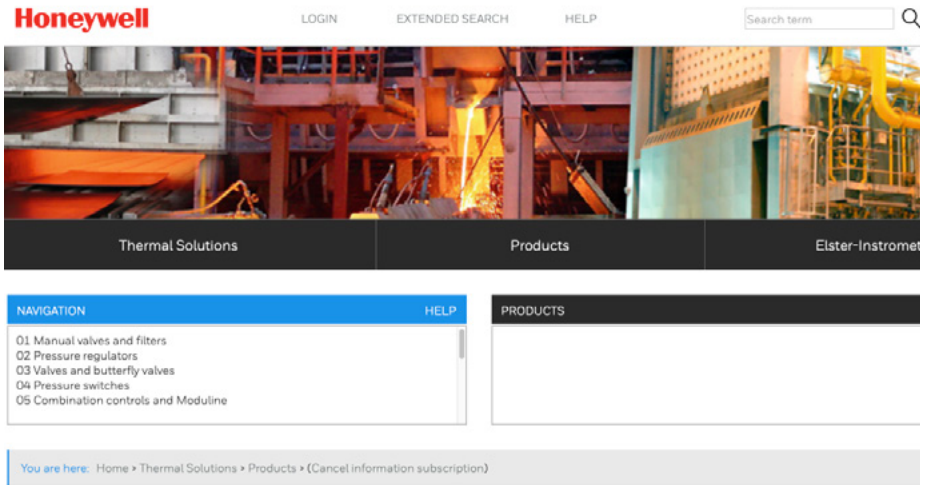 Honeywell
LOGIN EXTENDED SEARCH HELP
Search term
Thermal Solutions Products Elster-Instromet
NAVIGATION HELP
01 Manual valves and filters
02 Pressure regulators
03 Valves and butterfly valves
04 Pressure switches
05 Combination controls and Moduline
PRODUCTS
You are here: Home > Thermal Solutions > Products > (Cancel information subscription)